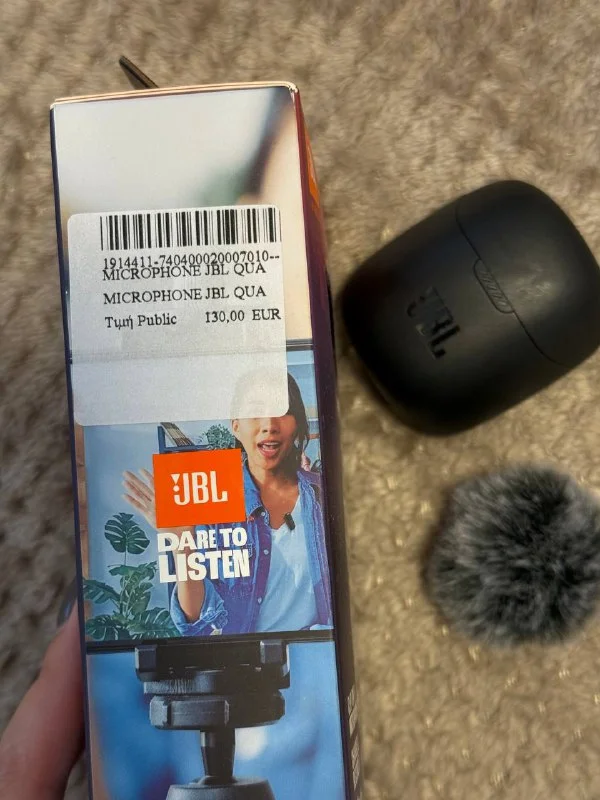 1914411-740400020007010--
MICROPHONE JBL QUA
MICROPHONE JBL QUA
Τιμή Public 130,00 EUR
JBL
DARE TO
LISTEN
JBL